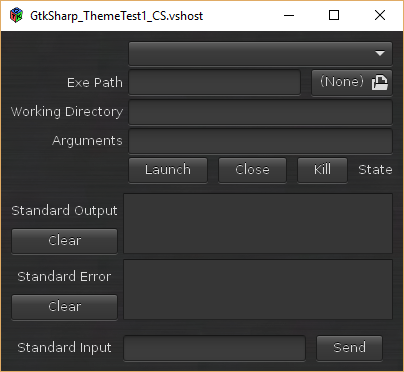 GtkSharp_ThemeTest1_CS.vshost
Exe Path
(None)
Working Directory
Arguments
Launch
Close
Kill
State
Standard Output
Clear
Standard Error
Clear
Standard Input
Send